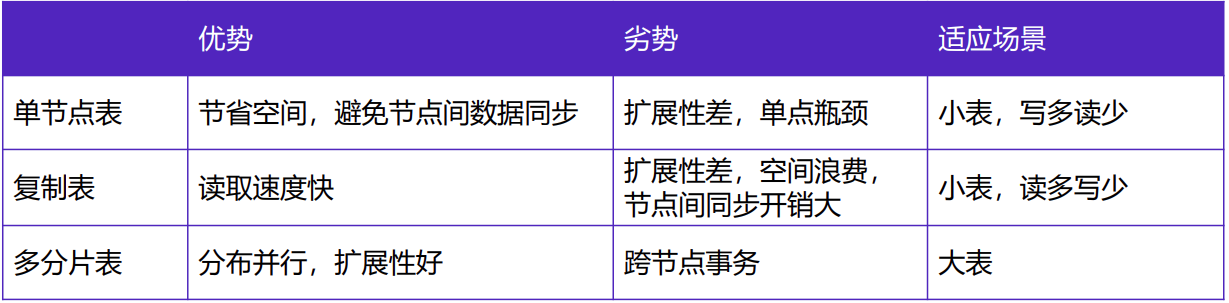 优势 劣势 适应场景
单节点表 节省空间，避免节点间数据同步 扩展性差，单点瓶颈 小表，写多读少
复制表 读取速度快 扩展性差，空间浪费，
节点间同步开销大 小表，读多写少
多分片表 分布并行，扩展性好 跨节点事务 大表